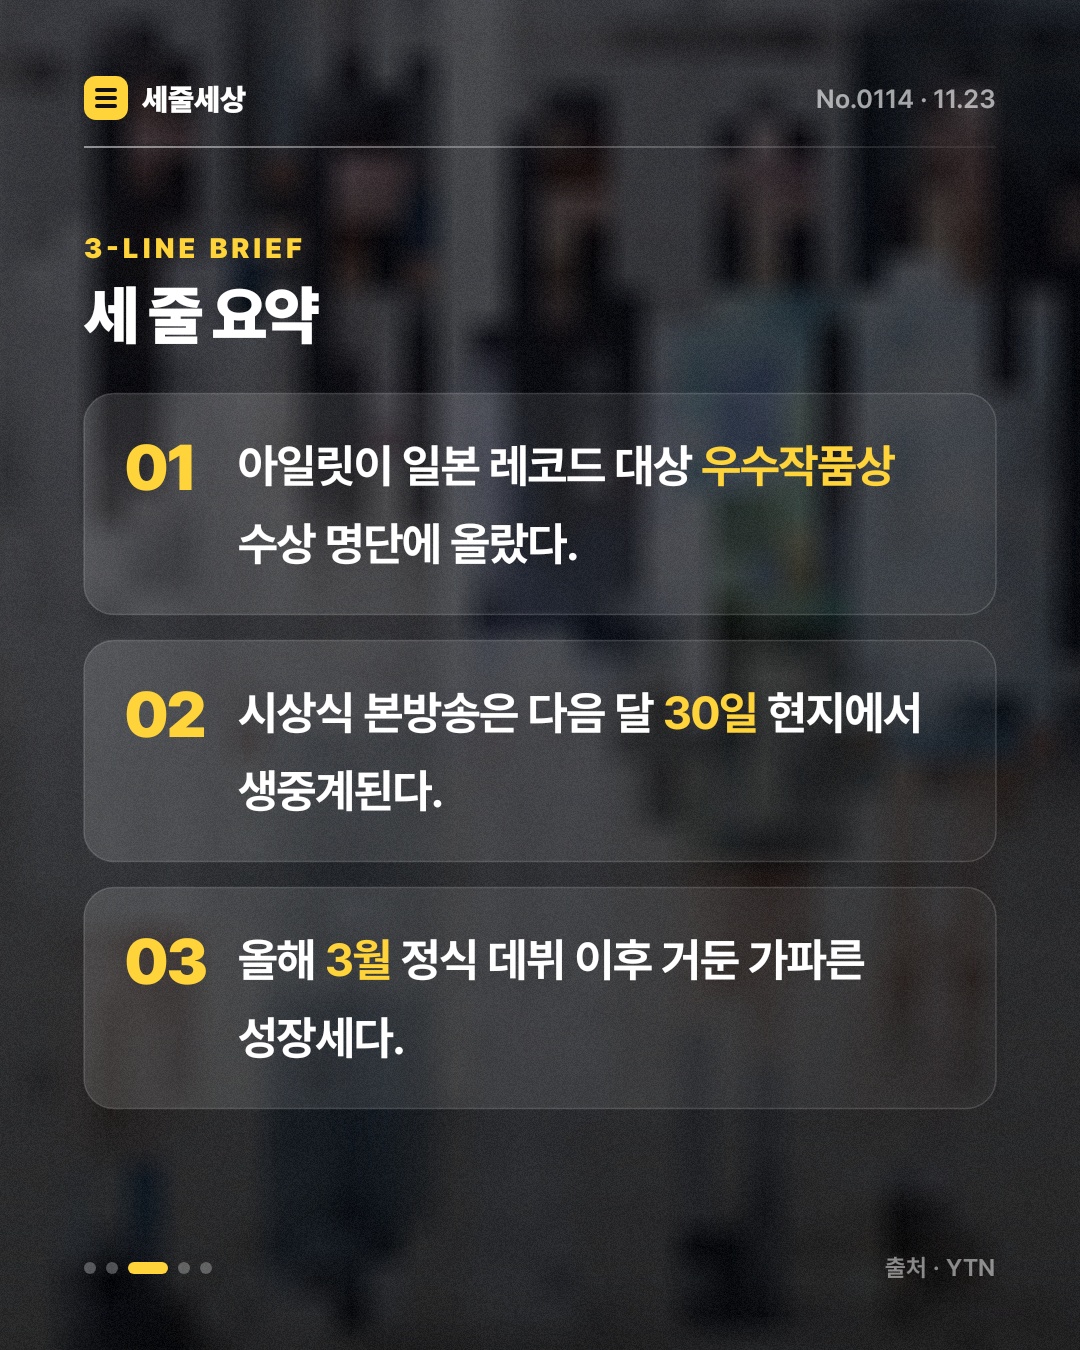 세줄세상
No.0114 · 11.23
3-LINE BRIEF
세 줄 요약
01
아일릿이 일본 레코드 대상 우수작품상
수상 명단에 올랐다.
02
시상식 본방송은 다음 달 30일 현지에서
생중계된다.
03
올해 3월 정식 데뷔 이후 거둔 가파른
성장세다.
출처 · YTN